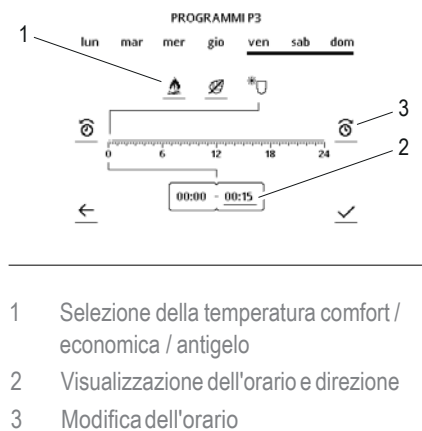 PROGRAMMI P3
1
lun mar mer gio ven sab dom
3
0 6 12 18 24
2
00:00 - 00:15
1 Selezione della temperatura comfort /
economica / antigelo
2 Visualizzazione dell'orario e direzione
3 Modifica dell'orario